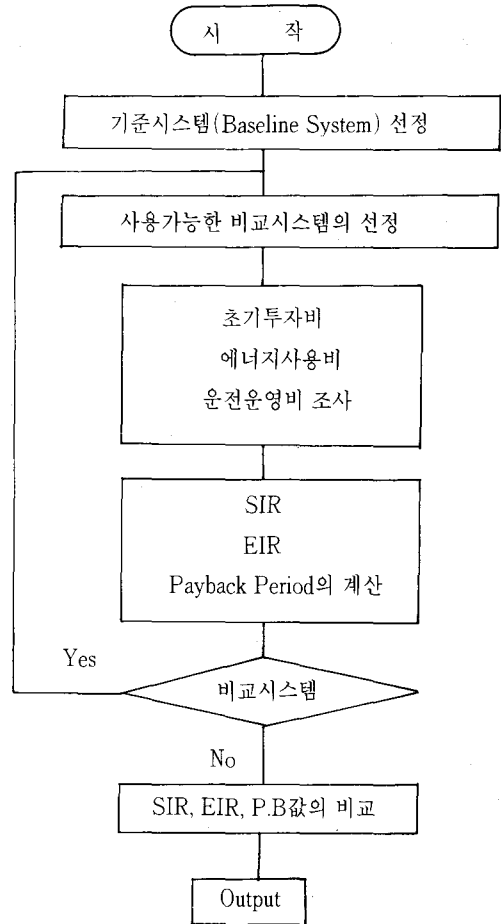 시 작
기준시스템(Baseline System) 선정
사용가능한 비교시스템의 선정
초기투자비
에너지사용비
운전운영비 조사
SIR
EIR
Payback Period의 계산
Yes
비교시스템
No
SIR, EIR, P.B값의 비교
Output